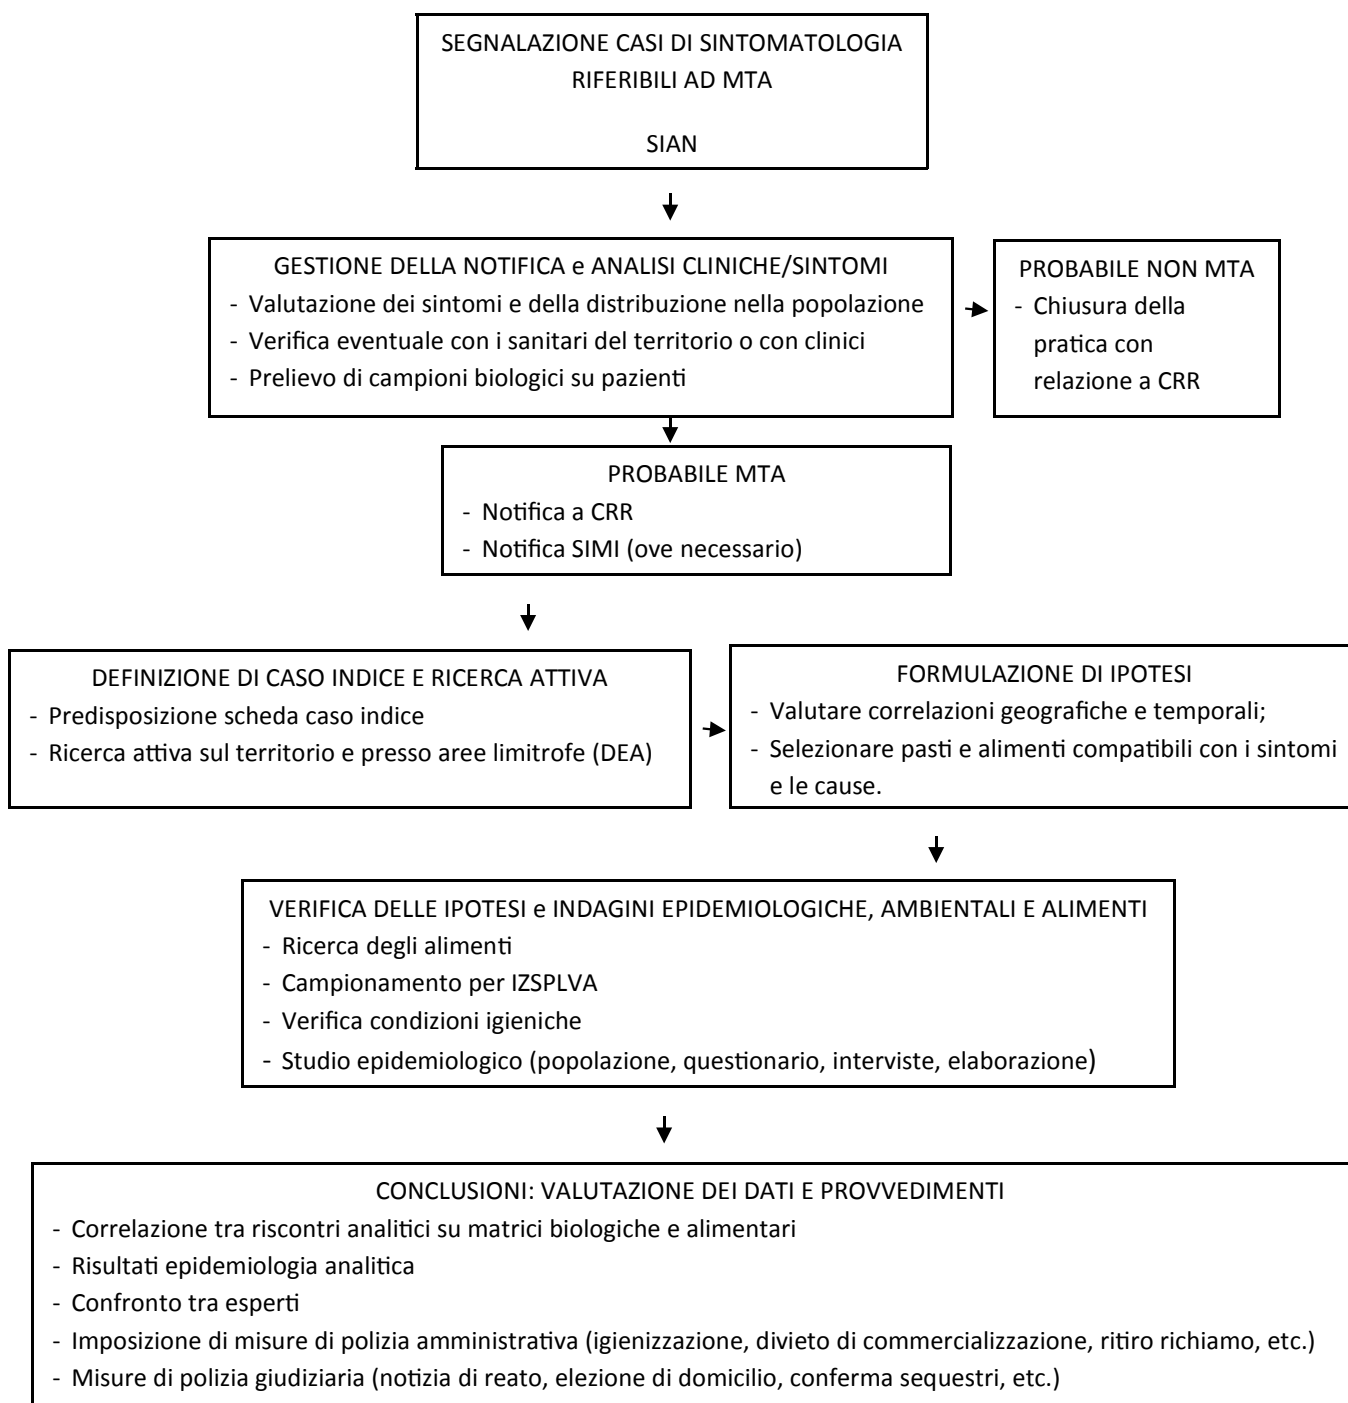 SEGNALAZIONE CASI DI SINTOMATOLOGIA
RIFERIBILI AD MTA
SIAN
GESTIONE DELLA NOTIFICA e ANALISI CLINICHE/SINTOMI
- Valutazione dei sintomi e della distribuzione nella popolazione
- Verifica eventuale con i sanitari del territorio o con clinici
- Prelievo di campioni biologici su pazienti
PROBABILE NON MTA
- Chiusura della
pratica con
relazione a CRR
PROBABILE MTA
- Notifica a CRR
- Notifica SIMI (ove necessario)
DEFINIZIONE DI CASO INDICE E RICERCA ATTIVA
- Predisposizione scheda caso indice
- Ricerca attiva sul territorio e presso aree limitrofe (DEA)
FORMULAZIONE DI IPOTESI
- Valutare correlazioni geografiche e temporali;
- Selezionare pasti e alimenti compatibili con i sintomi
e le cause.
VERIFICA DELLE IPOTESI e INDAGINI EPIDEMIOLOGICHE, AMBIENTALI E ALIMENTI
- Ricerca degli alimenti
- Campionamento per IZSPLVA
- Verifica condizioni igieniche
- Studio epidemiologico (popolazione, questionario, interviste, elaborazione)
CONCLUSIONI: VALUTAZIONE DEI DATI E PROVVEDIMENTI
- Correlazione tra riscontri analitici su matrici biologiche e alimentari
- Risultati epidemiologia analitica
- Confronto tra esperti
- Imposizione di misure di polizia amministrativa (igienizzazione, divieto di commercializzazione, ritiro richiamo, etc.)
- Misure di polizia giudiziaria (notizia di reato, elezione di domicilio, conferma sequestri, etc.)